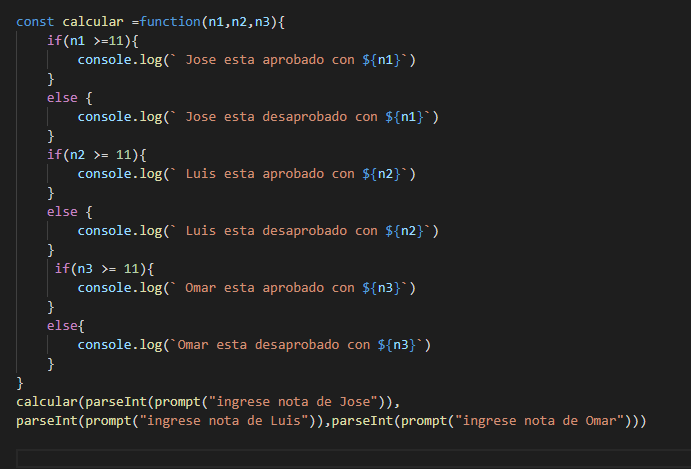 const calcular =function(n1,n2,n3){
    if(n1 >=11){
        console.log(` Jose esta aprobado con ${n1}`)
    }
    else {
        console.log(` Jose esta desaprobado con ${n1}`)
    }
    if(n2 >= 11){
        console.log(` Luis esta aprobado con ${n2}`)
    }
    else {
        console.log(` Luis esta desaprobado con ${n2}`)
    }
     if(n3 >= 11){
        console.log(` Omar esta aprobado con ${n3}`)
    }
    else{
        console.log(`Omar esta desaprobado con ${n3}`)
    }
}
calcular(parseInt(prompt("ingrese nota de Jose")),
parseInt(prompt("ingrese nota de Luis")),parseInt(prompt("ingrese nota de Omar")))